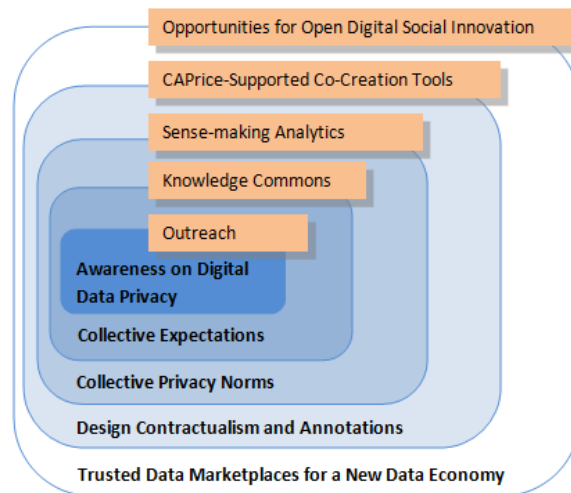 Opportunities for Open Digital Social Innovation
CAPrice-Supported Co-Creation Tools
Sense-making Analytics
Knowledge Commons
Outreach
Awareness on Digital
Data Privacy
Collective Expectations
Collective Privacy Norms
Design Contractualism and Annotations
Trusted Data Marketplaces for a New Data Economy